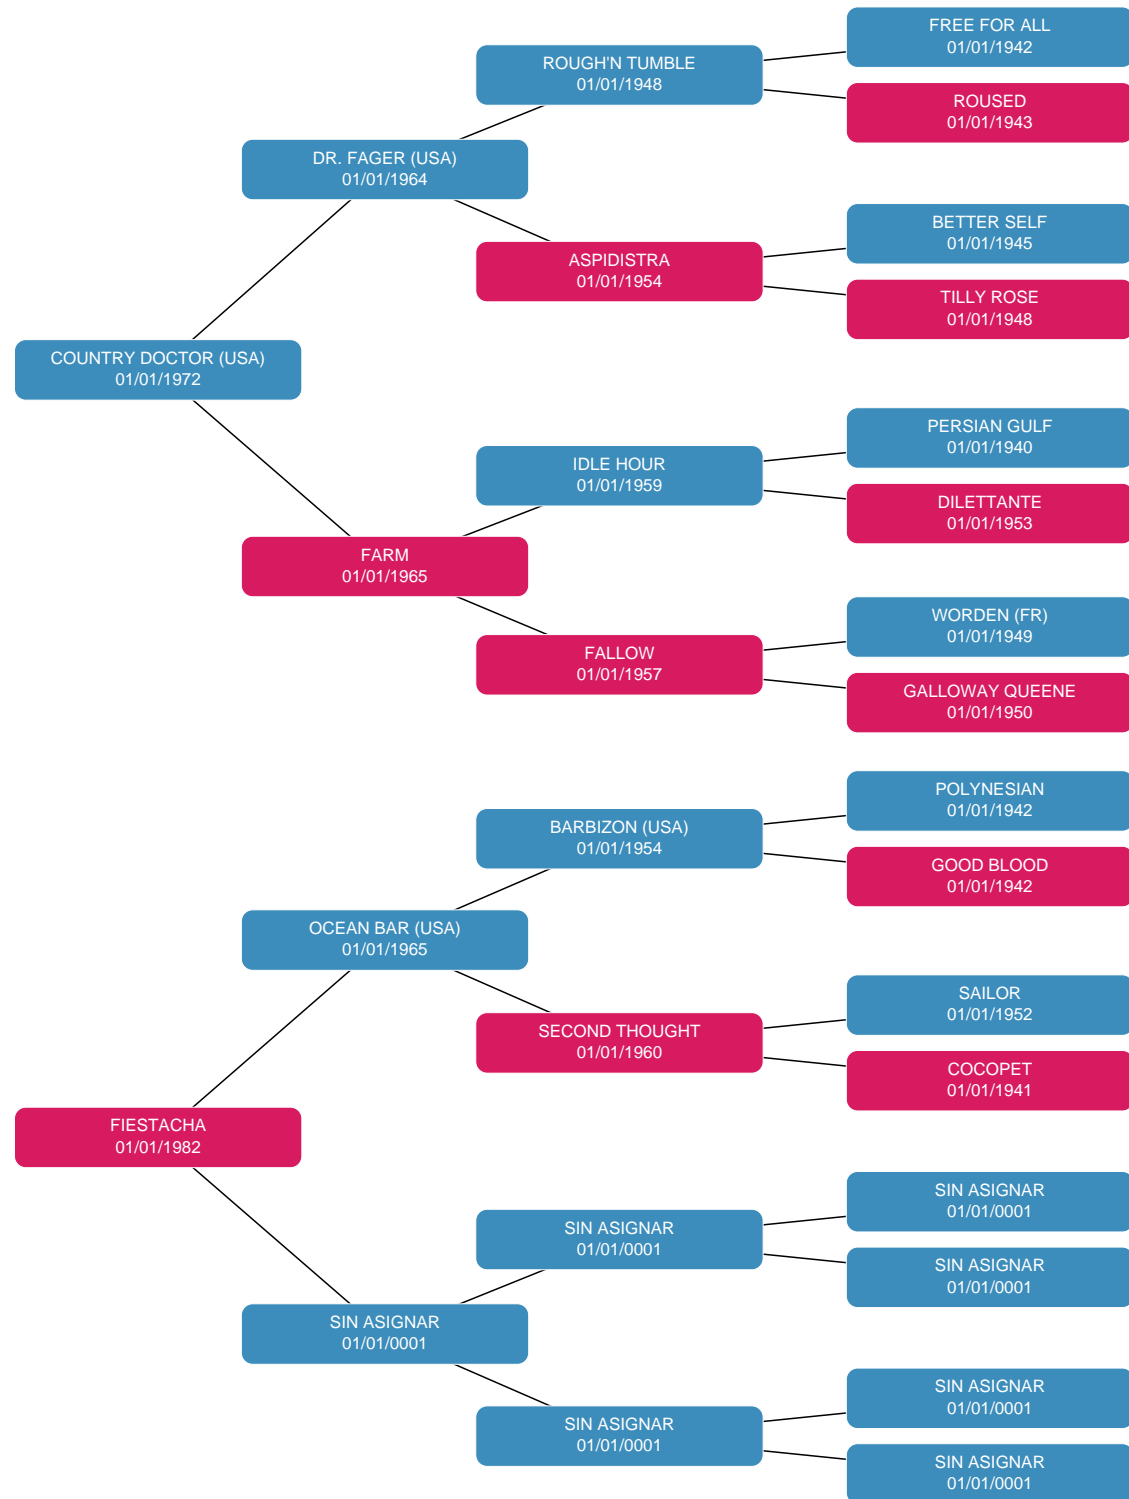 FREE FOR ALL
01/01/1942
ROUGH'N TUMBLE
01/01/1948
ROUSED
01/01/1943
DR. FAGER (USA)
01/01/1964
BETTER SELF
01/01/1945
ASPIDISTRA
01/01/1954
TILLY ROSE
01/01/1948
COUNTRY DOCTOR (USA)
01/01/1972
PERSIAN GULF
01/01/1940
IDLE HOUR
01/01/1959
DILETTANTE
01/01/1953
FARM
01/01/1965
WORDEN (FR)
01/01/1949
FALLOW
01/01/1957
GALLOWAY QUEENE
01/01/1950
POLYNESIAN
01/01/1942
BARBIZON (USA)
01/01/1954
GOOD BLOOD
01/01/1942
OCEAN BAR (USA)
01/01/1965
SAILOR
01/01/1952
SECOND THOUGHT
01/01/1960
COCOPET
01/01/1941
FIESTACHA
01/01/1982
SIN ASIGNAR
01/01/0001
SIN ASIGNAR
01/01/0001
SIN ASIGNAR
01/01/0001
SIN ASIGNAR
01/01/0001
SIN ASIGNAR
01/01/0001
SIN ASIGNAR
01/01/0001
SIN ASIGNAR
01/01/0001